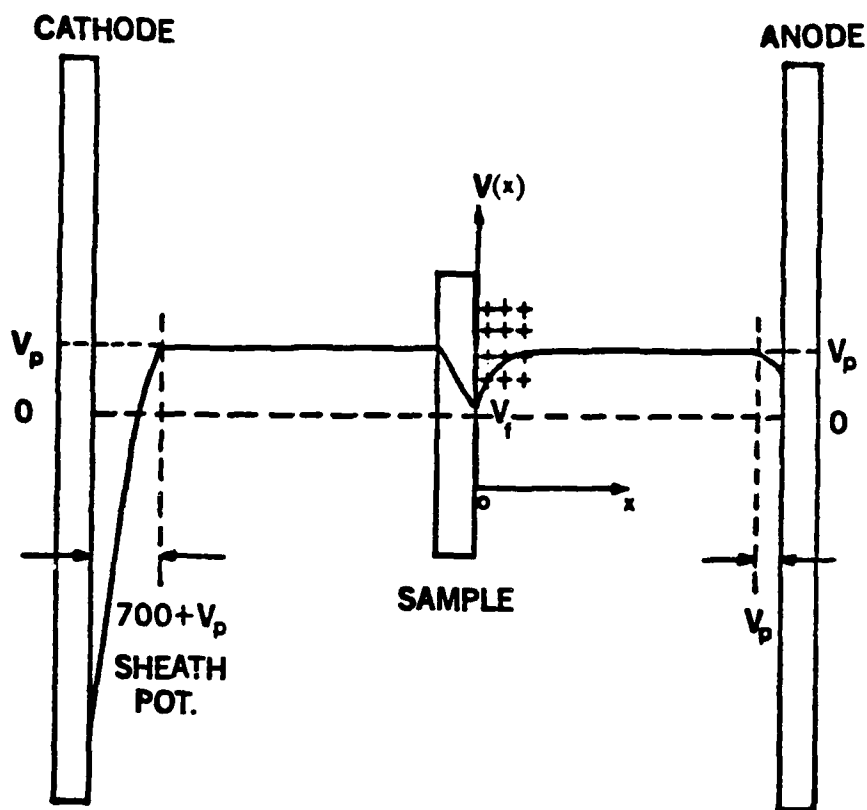 CATHODE
ANODE
V(x)
++++
++++
++++
++++
Vp
Vp
0
Vf
0
o
x
SAMPLE
700+Vp
Vp
SHEATH
POT.